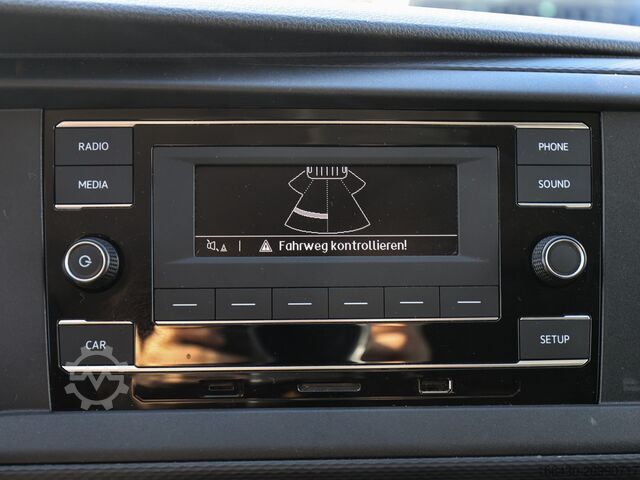 RADIO
PHONE
MEDIA
SOUND
Fahrweg kontrollieren!
CAR
SETUP